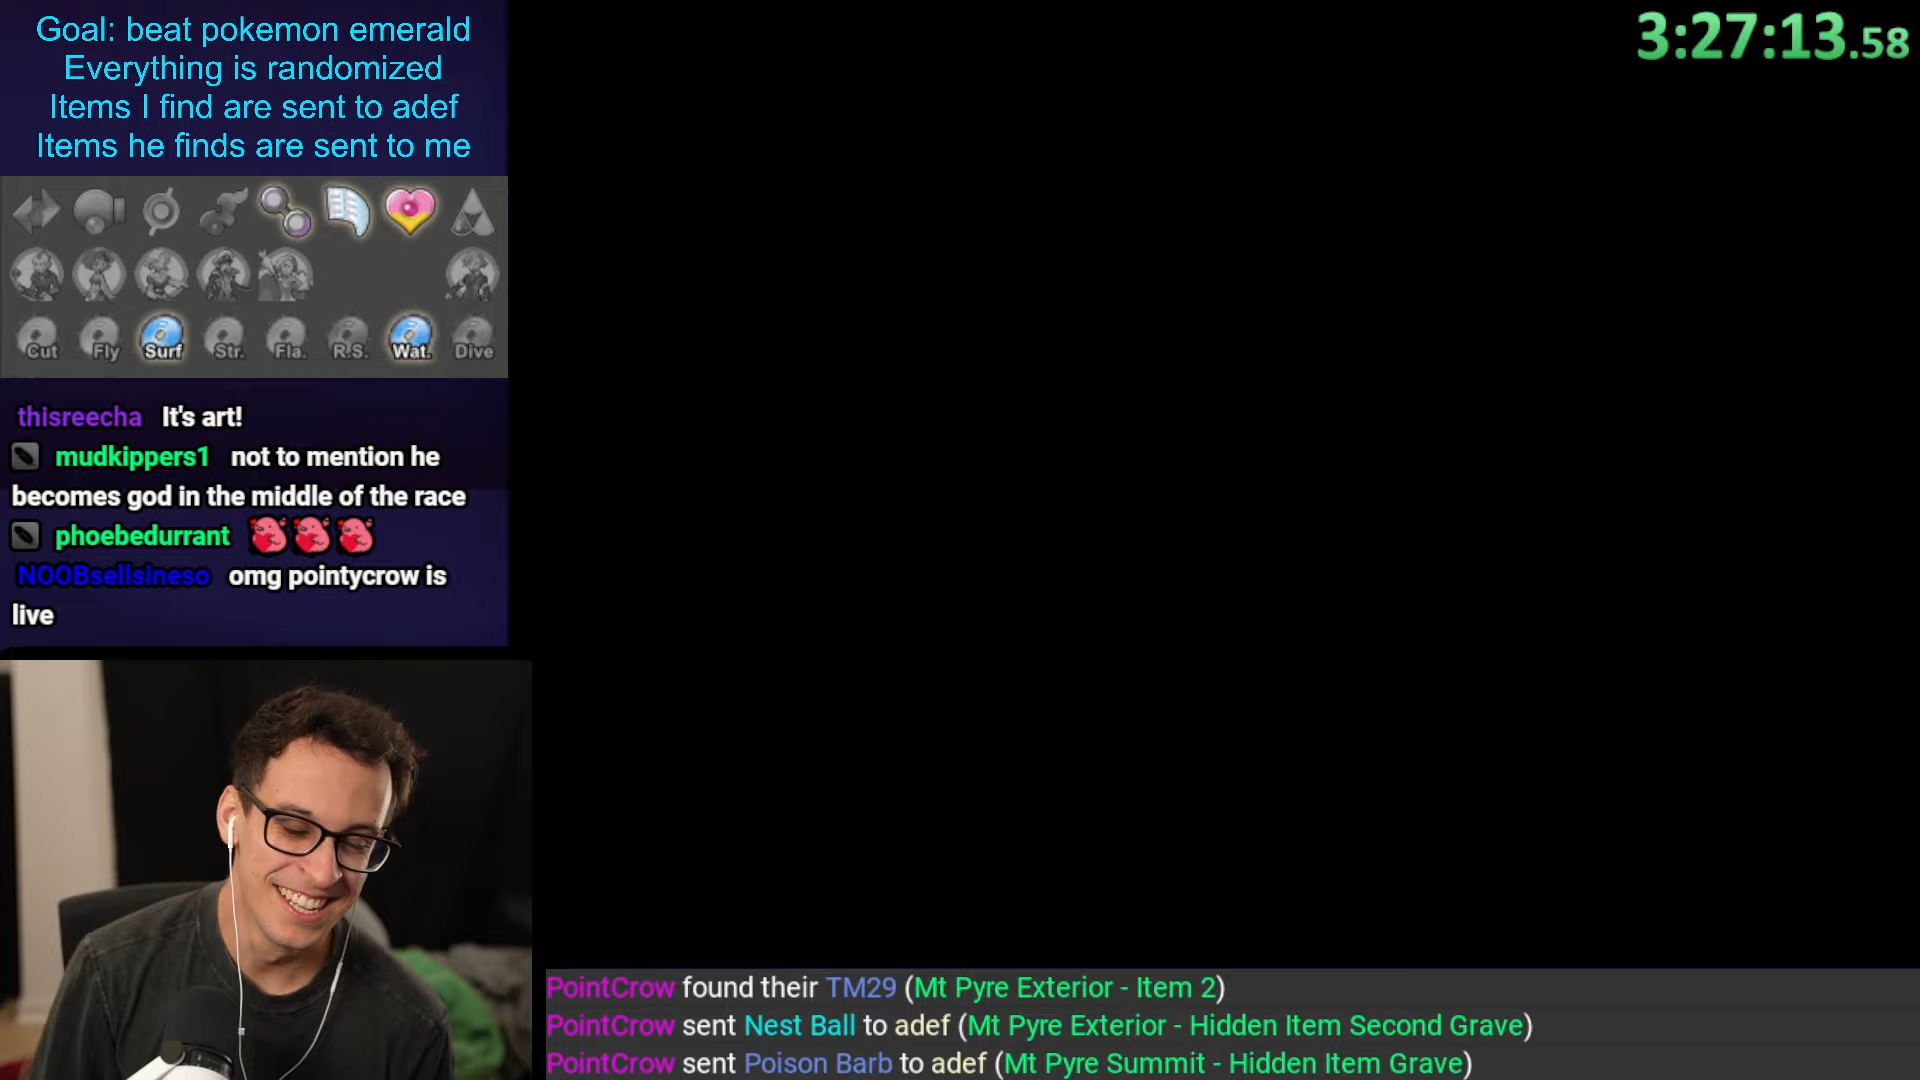 Goal: beat pokemon emerald
Everything is randomized
Items I find are sent to adef
Items he finds are sent to me
3:27:13.58
Cut Fly Surf Str. Fla. R.S. Wat. Dive
thisreecha It's art!
mudkippers1 not to mention he
becomes god in the middle of the race
phoebedurrant
NOOBsellsineso omg pointycrow is
live
PointCrow found their TM29 (Mt Pyre Exterior - Item 2)
PointCrow sent Nest Ball to adef (Mt Pyre Exterior - Hidden Item Second Grave)
PointCrow sent Poison Barb to adef (Mt Pyre Summit - Hidden Item Grave)